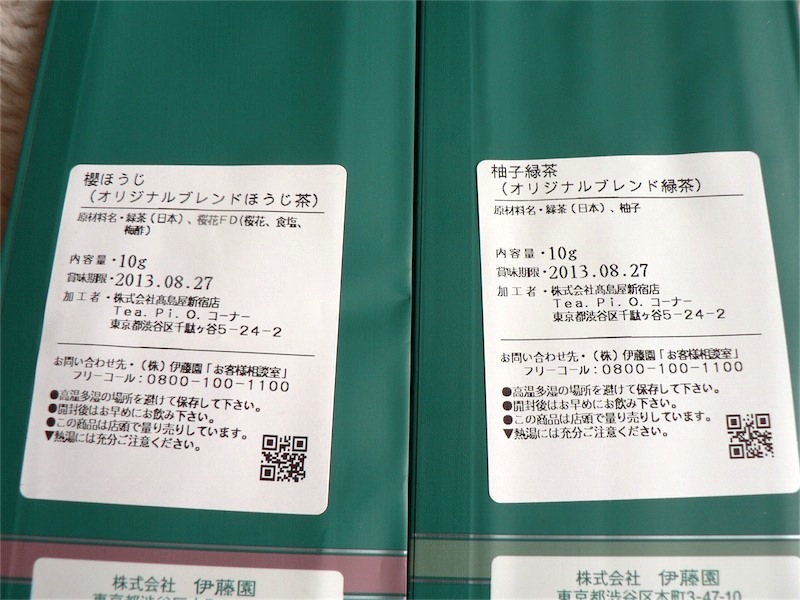 櫻ほうじ
（オリジナルブレンドほうじ茶）
原材料名・緑茶（日本）、桜花ＦＤ（桜花、食塩、
梅酢）
内容量・10g
賞味期限・2013.08.27
加工者・株式会社髙島屋新宿店
Ｔｅａ．Ｐｉ．Ｏ．コーナー
東京都渋谷区千駄ヶ谷５－２４－２
お問い合わせ先・（株）伊藤園「お客様相談室」
フリーコール：０８００－１００－１１００
●高温多湿の場所を避けて保存して下さい。
●開封後はお早めにお飲み下さい。
●この商品は店頭で量り売りしています。
▼熱湯には充分ご注意ください。
株式会社 伊藤園
東京都渋谷区
柚子緑茶
（オリジナルブレンド緑茶）
原材料名・緑茶（日本）、柚子
内容量・10g
賞味期限・2013.08.27
加工者・株式会社髙島屋新宿店
Ｔｅａ．Ｐｉ．Ｏ．コーナー
東京都渋谷区千駄ヶ谷５－２４－２
お問い合わせ先・（株）伊藤園「お客様相談室」
フリーコール：０８００－１００－１１００
●高温多湿の場所を避けて保存して下さい。
●開封後はお早めにお飲み下さい。
●この商品は店頭で量り売りしています。
▼熱湯には充分ご注意ください。
株式会社 伊藤園
東京都渋谷区本町3-47-10